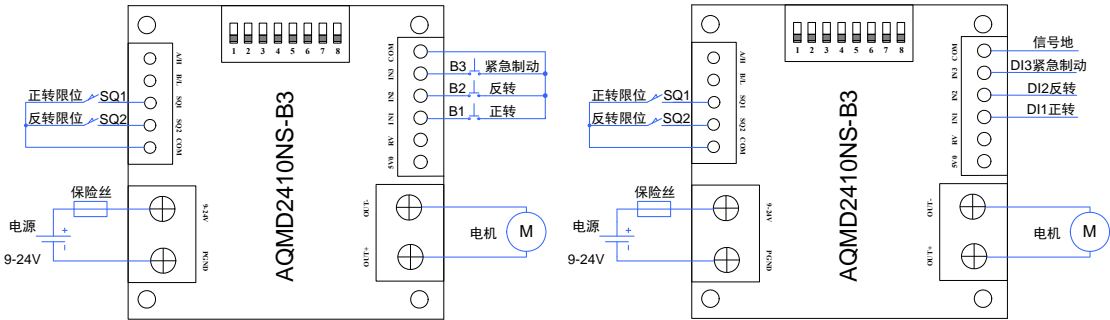 1 2 3 4 5 6 7 8
A/H
B/L
SQ1
SQ2
COM
正转限位 SQ1
反转限位 SQ2
保险丝
电源
+
-
9-24V
9-24V
PGND
AQMD2410NS-B3
COM
IN3
IN2
IN1
RV
5V0
B3 紧急制动
B2 反转
B1 正转
OUT-
OUT+
电机
M
1 2 3 4 5 6 7 8
A/H
B/L
SQ1
SQ2
COM
正转限位 SQ1
反转限位 SQ2
保险丝
电源
+
-
9-24V
9-24V
PGND
AQMD2410NS-B3
COM
IN3
IN2
IN1
RV
5V0
信号地
DI3紧急制动
DI2反转
DI1正转
OUT-
OUT+
电机
M